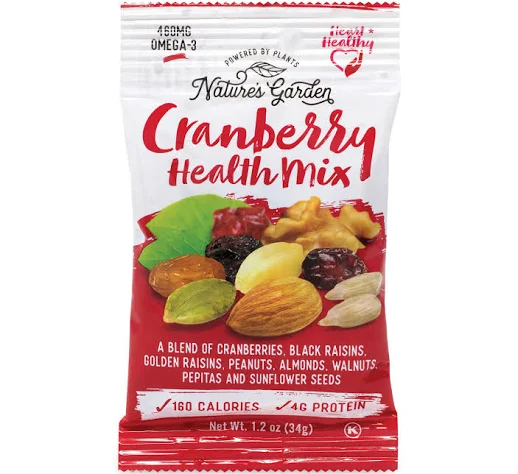 460MG
OMEGA-3
Heart *
Healthy
POWERED BY PLANTS
Nature's Garden
Cranberry
Health Mix
A BLEND OF CRANBERRIES, BLACK RAISINS,
GOLDEN RAISINS, PEANUTS, ALMONDS, WALNUTS,
PEPITAS AND SUNFLOWER SEEDS
✓160 CALORIES ✓4G PROTEIN
Net Wt. 1.2 oz (34g)
K